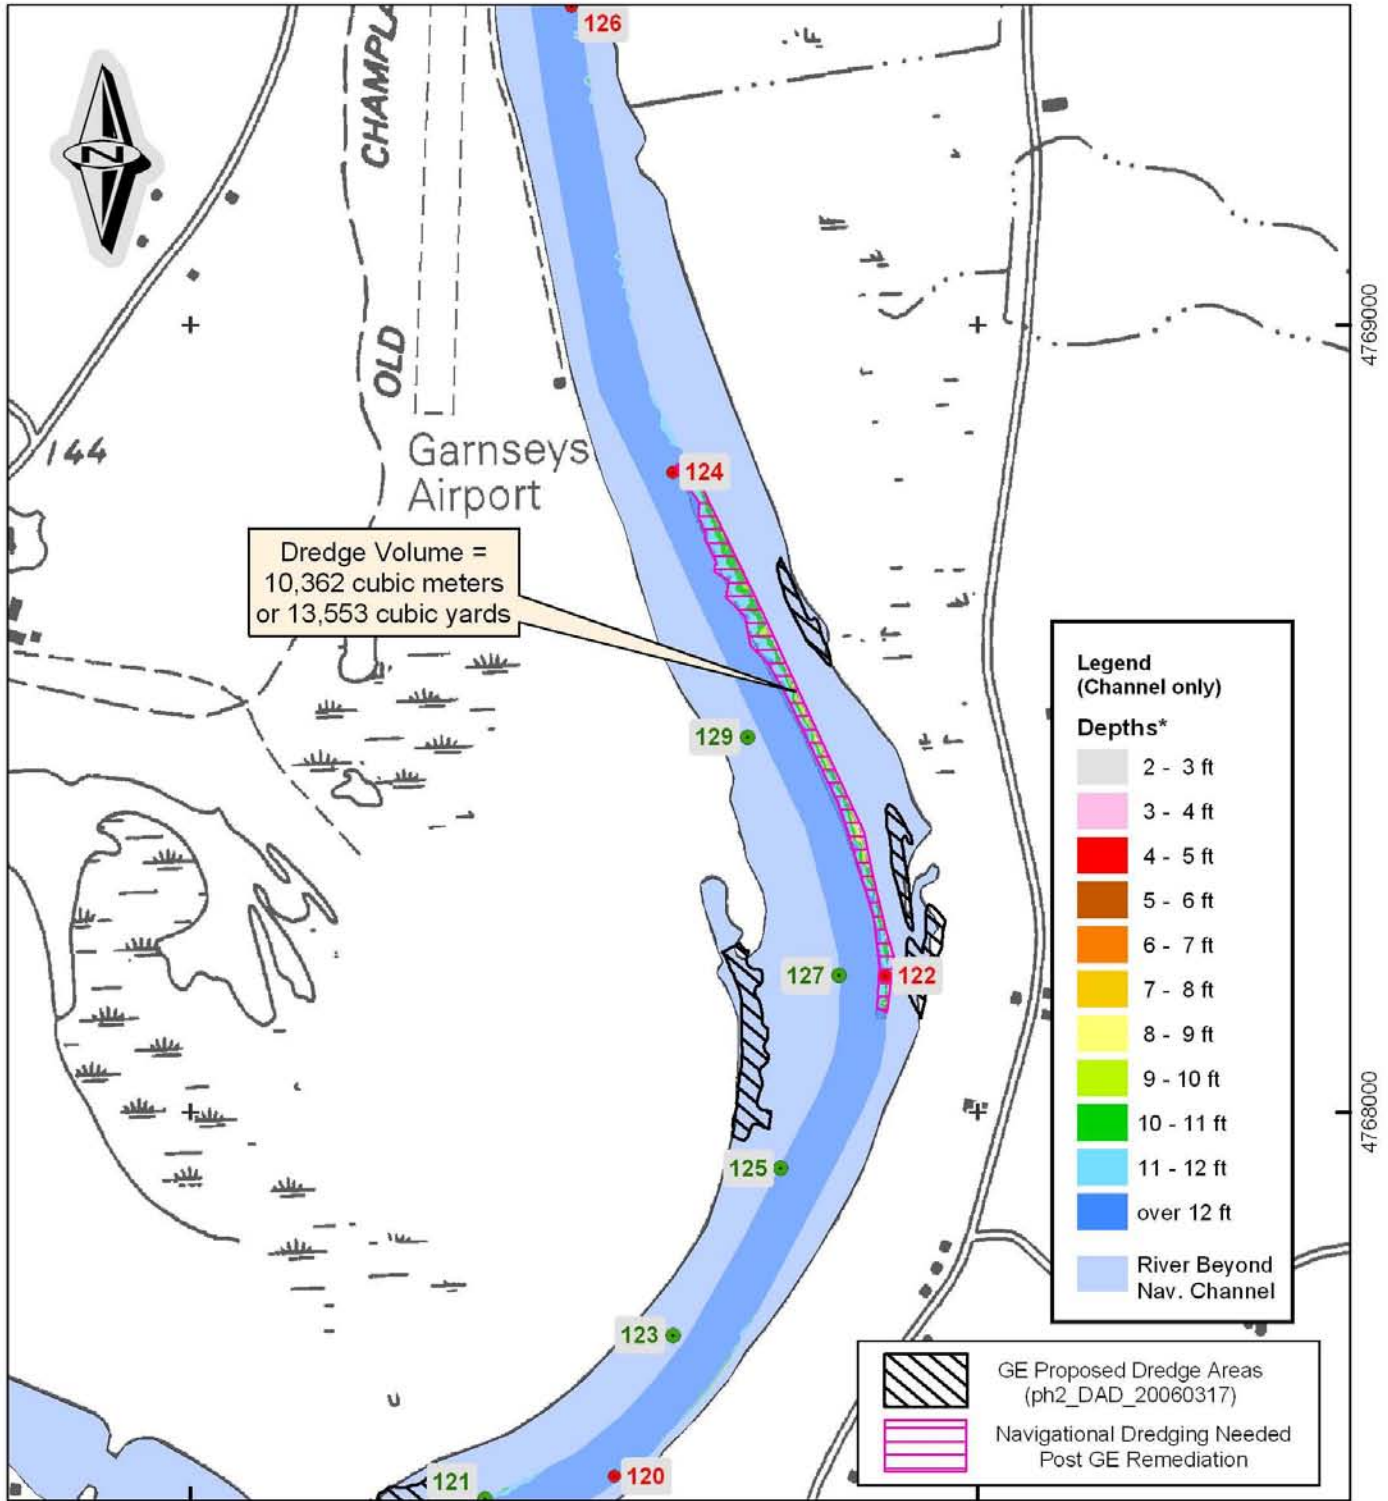 126
CHAMPLA
N
4769000
OLD
144
Garnseys
Airport
124
Dredge Volume =
10,362 cubic meters
or 13,553 cubic yards
129
Legend
(Channel only)
Depths*
2 - 3 ft
3 - 4 ft
4 - 5 ft
5 - 6 ft
6 - 7 ft
7 - 8 ft
8 - 9 ft
9 - 10 ft
10 - 11 ft
11 - 12 ft
over 12 ft
River Beyond
Nav. Channel
127
122
4768000
125
123
GE Proposed Dredge Areas
(ph2_DAD_20060317)
Navigational Dredging Needed
Post GE Remediation
121
120